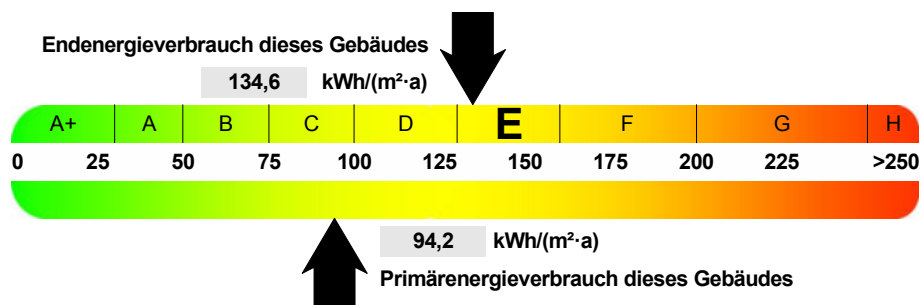 Endenergieverbrauch dieses Gebäudes
134,6 kWh/(m²·a)
A+ A B C D E F G H
0 25 50 75 100 125 150 175 200 225 >250
94,2 kWh/(m²·a)
Primärenergieverbrauch dieses Gebäudes